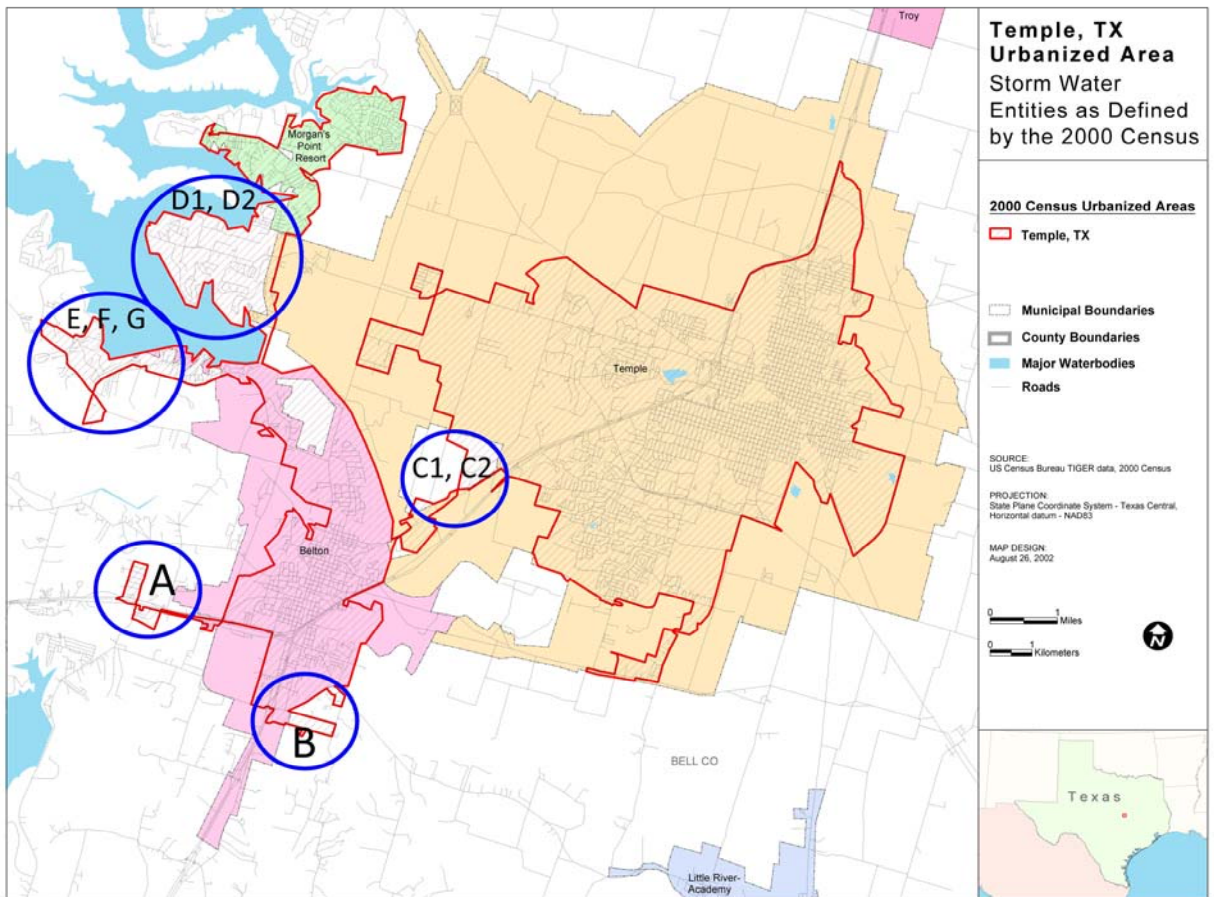 Troy
Morgan's
Point
Resort
D1, D2
E, F, G
Temple
C1, C2
Belton
A
B
BELL CO
Little River-
Academy
Temple, TX
Urbanized Area
Storm Water
Entities as Defined
by the 2000 Census
2000 Census Urbanized Areas
Temple, TX
Municipal Boundaries
County Boundaries
Major Waterbodies
Roads
SOURCE:
US Census Bureau TIGER data, 2000 Census
PROJECTION:
State Plane Coordinate System - Texas Central,
Horizontal datum - NAD83
MAP DESIGN:
August 26, 2002
0 1 Miles
0 1 Kilometers
N
Texas